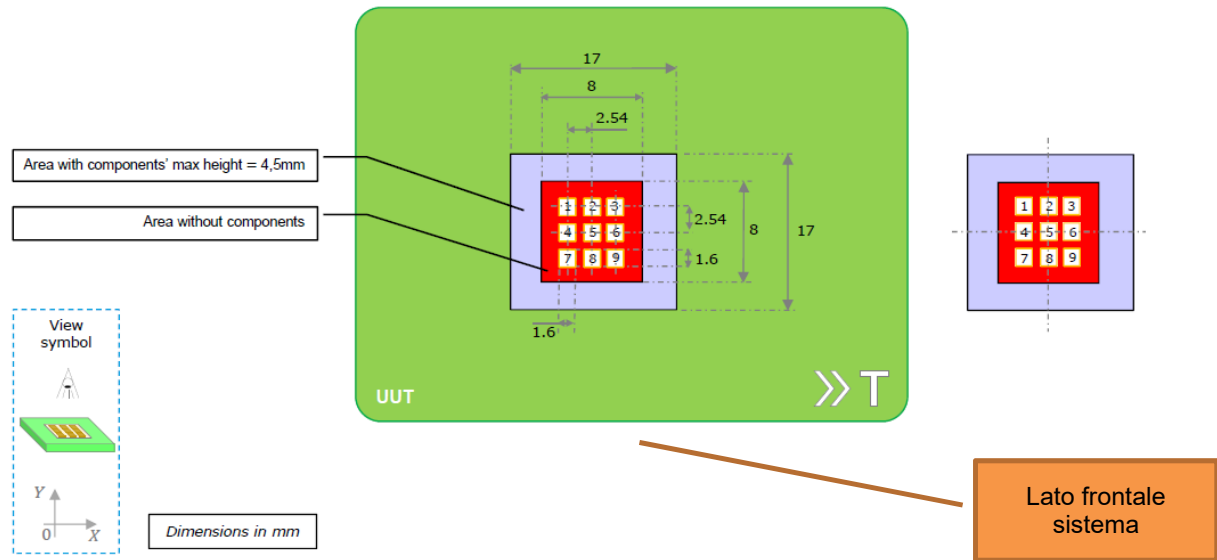 17
8
2.54
Area with components' max height = 4,5mm
Area without components
1 2 3
4 5 6
7 8 9
2.54
8
17
1.6
1.6
1 2 3
4 5 6
7 8 9
View
symbol
Y
0
X
Dimensions in mm
UUT
T
Lato frontale
sistema